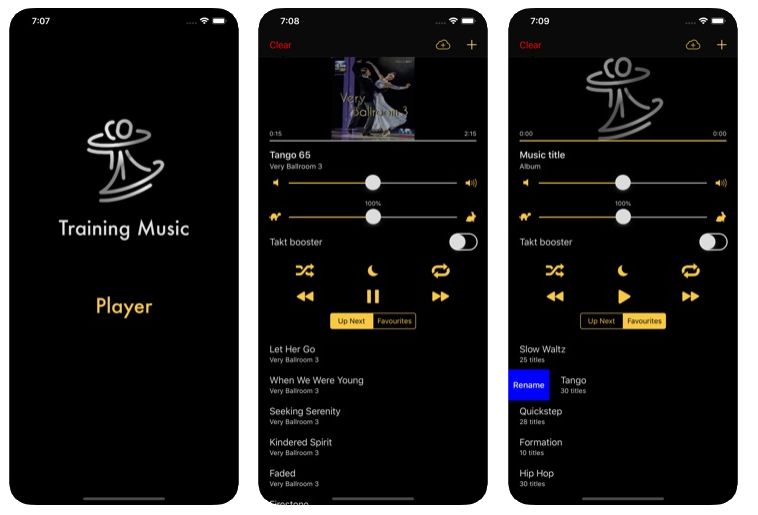 7:07
Training Music
Player
7:08
Clear
Very
Ballroom 3
0:15
2:15
Tango 65
Very Ballroom 3
100%
Takt booster
Up Next
Favourites
Let Her Go
Very Ballroom 3
When We Were Young
Very Ballroom 3
Seeking Serenity
Very Ballroom 3
Kindered Spirit
Very Ballroom 3
Faded
Very Ballroom 3
Firestone
7:09
Clear
0:00
0:00
Music title
Album
100%
Takt booster
Up Next
Favourites
Slow Waltz
25 titles
Rename
Tango
30 titles
Quickstep
28 titles
Formation
10 titles
Hip Hop
30 titles